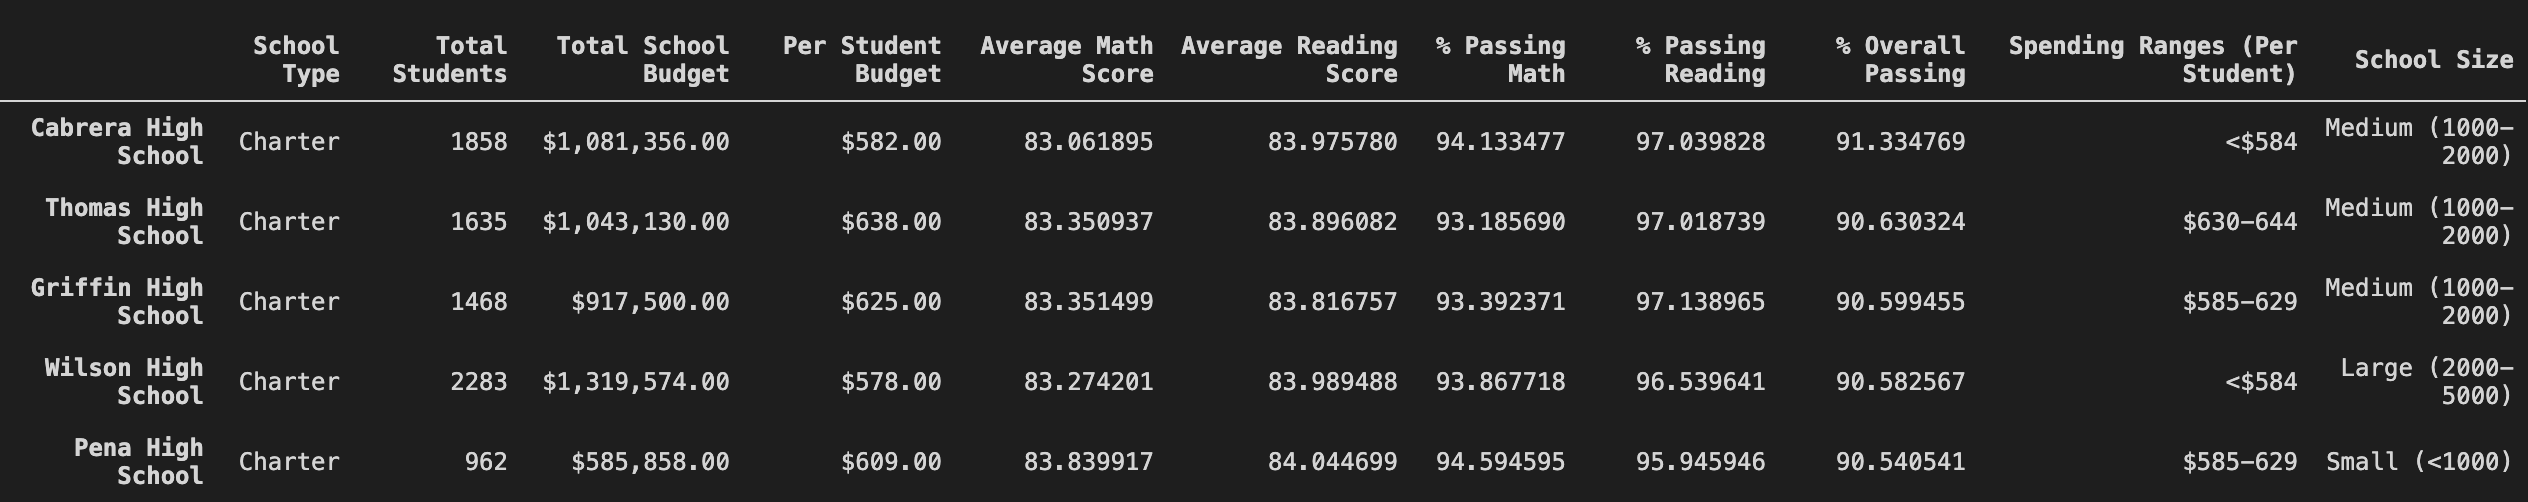 School Type Total Students Total School Budget Per Student Budget Average Math Score Average Reading Score % Passing Math % Passing Reading % Overall Passing Spending Ranges (Per Student) School Size
Cabrera High School Charter 1858 $1,081,356.00 $582.00 83.061895 83.975780 94.133477 97.039828 91.334769 <$584 Medium (1000–2000)
Thomas High School Charter 1635 $1,043,130.00 $638.00 83.350937 83.896082 93.185690 97.018739 90.630324 $630–644 Medium (1000–2000)
Griffin High School Charter 1468 $917,500.00 $625.00 83.351499 83.816757 93.392371 97.138965 90.599455 $585–629 Medium (1000–2000)
Wilson High School Charter 2283 $1,319,574.00 $578.00 83.274201 83.989488 93.867718 96.539641 90.582567 <$584 Large (2000–5000)
Pena High School Charter 962 $585,858.00 $609.00 83.839917 84.044699 94.594595 95.945946 90.540541 $585–629 Small (<1000)